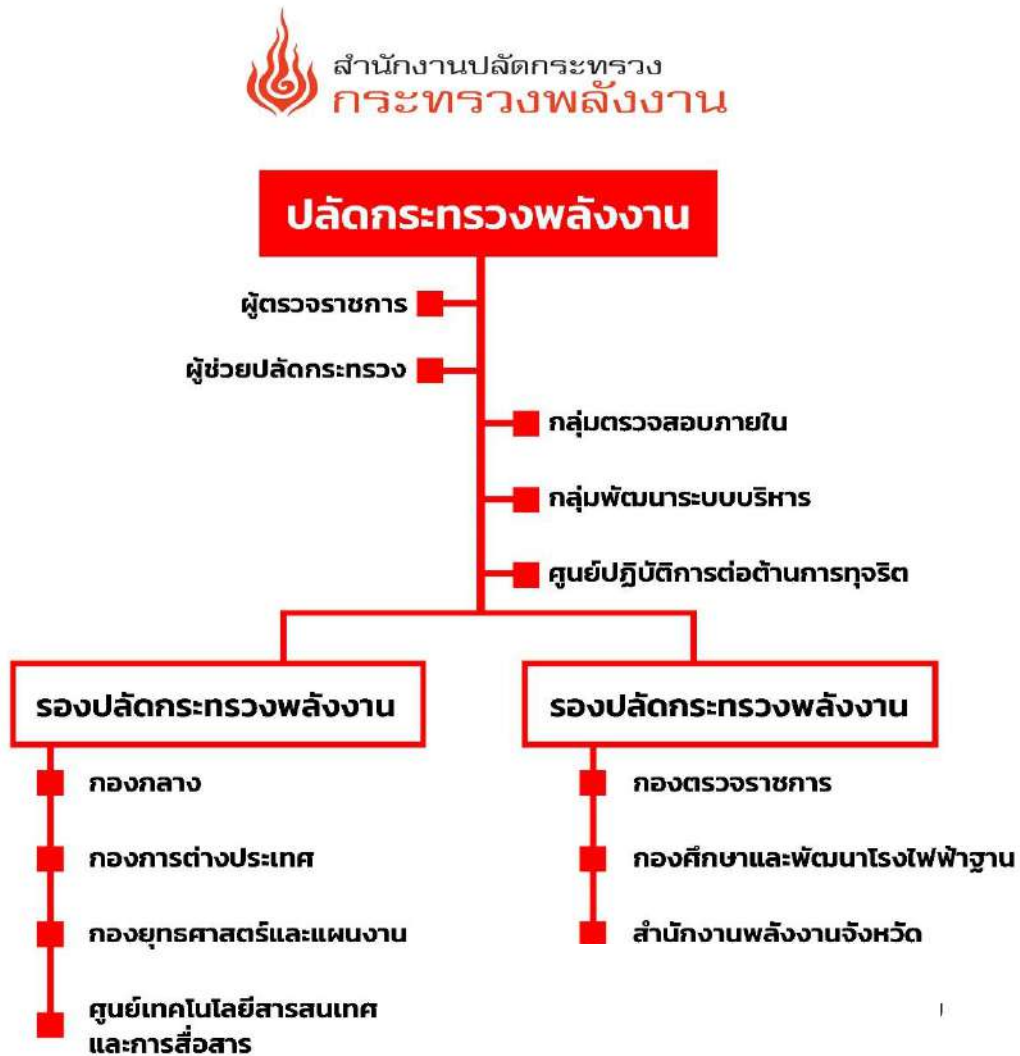 สำนักงานปลัดกระทรวง
กระทรวงพลังงาน
ปลัดกระทรวงพลังงาน
ผู้ตรวจราชการ
ผู้ช่วยปลัดกระทรวง
กลุ่มตรวจสอบภายใน
กลุ่มพัฒนาระบบบริหาร
ศูนย์ปฏิบัติการต่อต้านการทุจริต
รองปลัดกระทรวงพลังงาน
กองกลาง
กองการต่างประเทศ
กองยุทธศาสตร์และแผนงาน
ศูนย์เทคโนโลยีสารสนเทศ
และการสื่อสาร
รองปลัดกระทรวงพลังงาน
กองตรวจราชการ
กองศึกษาและพัฒนาโรงไฟฟ้าฐาน
สำนักงานพลังงานจังหวัด